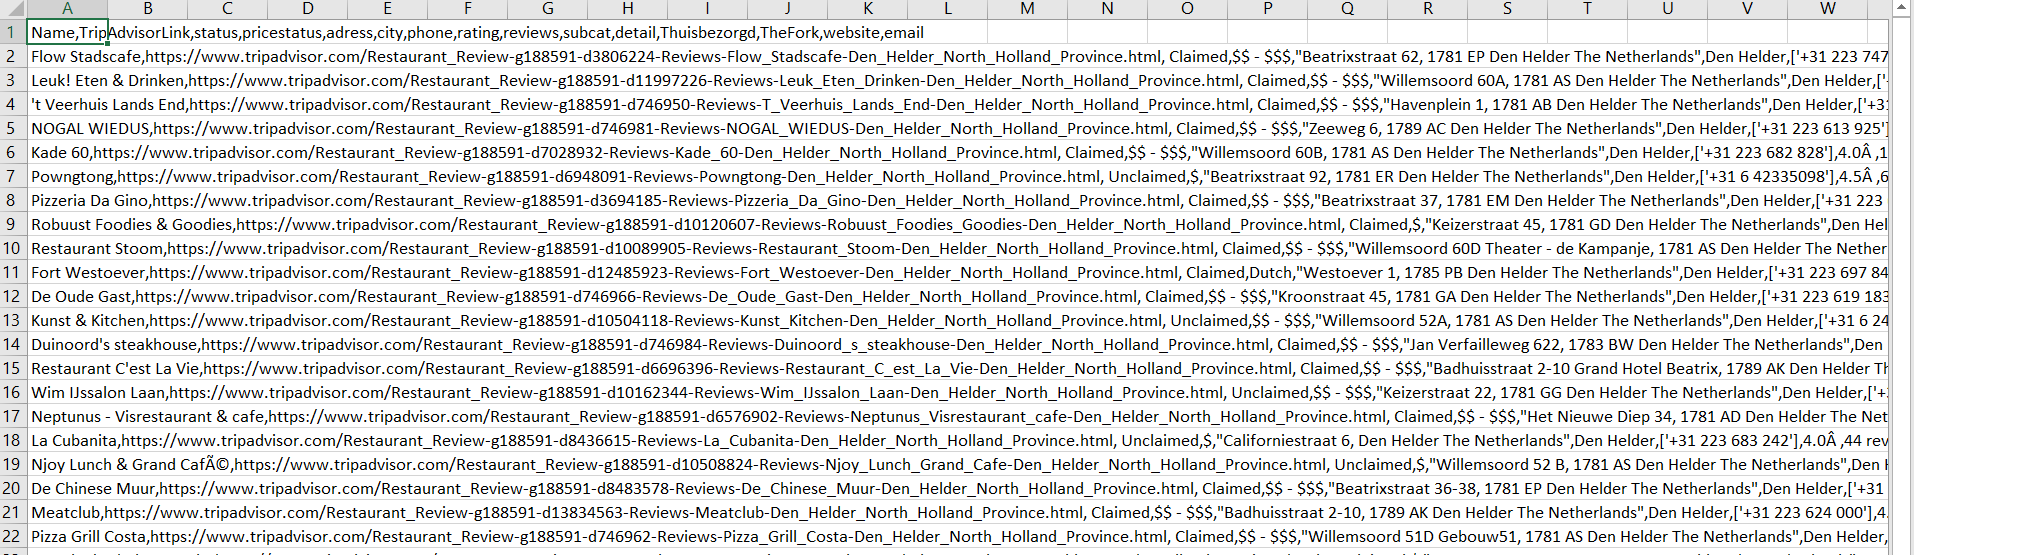 A B C D E F G H I J K L M N O P Q R S T U V W
1 Name,TripAdvisorLink,status,pricestatus,adress,city,phone,rating,reviews,subcat,detail,Thuisbezorgd,TheFork,website,email
2 Flow Stadscafe,https://www.tripadvisor.com/Restaurant_Review-g188591-d3806224-Reviews-Flow_Stadscafe-Den_Helder_North_Holland_Province.html, Claimed,$$ - $$$,"Beatrixstraat 62, 1781 EP Den Helder The Netherlands",Den Helder,['+31 223 747
3 Leuk! Eten & Drinken,https://www.tripadvisor.com/Restaurant_Review-g188591-d11997226-Reviews-Leuk_Eten_Drinken-Den_Helder_North_Holland_Province.html, Claimed,$$ - $$$,"Willemsoord 60A, 1781 AS Den Helder The Netherlands",Den Helder,['
4 't Veerhuis Lands End,https://www.tripadvisor.com/Restaurant_Review-g188591-d746950-Reviews-T_Veerhuis_Lands_End-Den_Helder_North_Holland_Province.html, Claimed,$$ - $$$,"Havenplein 1, 1781 AB Den Helder The Netherlands",Den Helder,['+31
5 NOGAL WIEDUS,https://www.tripadvisor.com/Restaurant_Review-g188591-d746981-Reviews-NOGAL_WIEDUS-Den_Helder_North_Holland_Province.html, Claimed,$$ - $$$,"Zeeweg 6, 1789 AC Den Helder The Netherlands",Den Helder,['+31 223 613 925']
6 Kade 60,https://www.tripadvisor.com/Restaurant_Review-g188591-d7028932-Reviews-Kade_60-Den_Helder_North_Holland_Province.html, Claimed,$$ - $$$,"Willemsoord 60B, 1781 AS Den Helder The Netherlands",Den Helder,['+31 223 682 828'],4.0Â ,1
7 Powngtong,https://www.tripadvisor.com/Restaurant_Review-g188591-d6948091-Reviews-Powngtong-Den_Helder_North_Holland_Province.html, Unclaimed,$,"Beatrixstraat 92, 1781 ER Den Helder The Netherlands",Den Helder,['+31 6 42335098'],4.5Â ,6
8 Pizzeria Da Gino,https://www.tripadvisor.com/Restaurant_Review-g188591-d3694185-Reviews-Pizzeria_Da_Gino-Den_Helder_North_Holland_Province.html, Claimed,$$ - $$$,"Beatrixstraat 37, 1781 EM Den Helder The Netherlands",Den Helder,['+31 223
9 Robuust Foodies & Goodies,https://www.tripadvisor.com/Restaurant_Review-g188591-d10120607-Reviews-Robuust_Foodies_Goodies-Den_Helder_North_Holland_Province.html, Claimed,$,"Keizerstraat 45, 1781 GD Den Helder The Netherlands",Den Hel
10 Restaurant Stoom,https://www.tripadvisor.com/Restaurant_Review-g188591-d10089905-Reviews-Restaurant_Stoom-Den_Helder_North_Holland_Province.html, Claimed,$$ - $$$,"Willemsoord 60D Theater - de Kampanje, 1781 AS Den Helder The Nether
11 Fort Westoever,https://www.tripadvisor.com/Restaurant_Review-g188591-d12485923-Reviews-Fort_Westoever-Den_Helder_North_Holland_Province.html, Claimed,Dutch,"Westoever 1, 1785 PB Den Helder The Netherlands",Den Helder,['+31 223 697 84
12 De Oude Gast,https://www.tripadvisor.com/Restaurant_Review-g188591-d746966-Reviews-De_Oude_Gast-Den_Helder_North_Holland_Province.html, Claimed,$$ - $$$,"Kroonstraat 45, 1781 GA Den Helder The Netherlands",Den Helder,['+31 223 619 183
13 Kunst & Kitchen,https://www.tripadvisor.com/Restaurant_Review-g188591-d10504118-Reviews-Kunst_Kitchen-Den_Helder_North_Holland_Province.html, Unclaimed,$$ - $$$,"Willemsoord 52A, 1781 AS Den Helder The Netherlands",Den Helder,['+31 6 24
14 Duinoord's steakhouse,https://www.tripadvisor.com/Restaurant_Review-g188591-d746984-Reviews-Duinoord_s_steakhouse-Den_Helder_North_Holland_Province.html, Claimed,$$ - $$$,"Jan Verfailleweg 622, 1783 BW Den Helder The Netherlands",Den
15 Restaurant C'est La Vie,https://www.tripadvisor.com/Restaurant_Review-g188591-d6696396-Reviews-Restaurant_C_est_La_Vie-Den_Helder_North_Holland_Province.html, Claimed,$$ - $$$,"Badhuisstraat 2-10 Grand Hotel Beatrix, 1789 AK Den Helder Th
16 Wim IJssalon Laan,https://www.tripadvisor.com/Restaurant_Review-g188591-d10162344-Reviews-Wim_IJssalon_Laan-Den_Helder_North_Holland_Province.html, Unclaimed,$$ - $$$,"Keizerstraat 22, 1781 GG Den Helder The Netherlands",Den Helder,['+
17 Neptunus - Visrestaurant & cafe,https://www.tripadvisor.com/Restaurant_Review-g188591-d6576902-Reviews-Neptunus_Visrestaurant_cafe-Den_Helder_North_Holland_Province.html, Claimed,$$ - $$$,"Het Nieuwe Diep 34, 1781 AD Den Helder The Net
18 La Cubanita,https://www.tripadvisor.com/Restaurant_Review-g188591-d8436615-Reviews-La_Cubanita-Den_Helder_North_Holland_Province.html, Unclaimed,$,"Californiestraat 6, Den Helder The Netherlands",Den Helder,['+31 223 683 242'],4.0Â ,44 rev
19 Njoy Lunch & Grand CafÃ©,https://www.tripadvisor.com/Restaurant_Review-g188591-d10508824-Reviews-Njoy_Lunch_Grand_Cafe-Den_Helder_North_Holland_Province.html, Unclaimed,$,"Willemsoord 52 B, 1781 AS Den Helder The Netherlands",Den H
20 De Chinese Muur,https://www.tripadvisor.com/Restaurant_Review-g188591-d8483578-Reviews-De_Chinese_Muur-Den_Helder_North_Holland_Province.html, Claimed,$$ - $$$,"Beatrixstraat 36-38, 1781 EP Den Helder The Netherlands",Den Helder,['+31
21 Meatclub,https://www.tripadvisor.com/Restaurant_Review-g188591-d13834563-Reviews-Meatclub-Den_Helder_North_Holland_Province.html, Claimed,$$ - $$$,"Badhuisstraat 2-10, 1789 AK Den Helder The Netherlands",Den Helder,['+31 223 624 000'],4.
22 Pizza Grill Costa,https://www.tripadvisor.com/Restaurant_Review-g188591-d746962-Reviews-Pizza_Grill_Costa-Den_Helder_North_Holland_Province.html, Claimed,$$ - $$$,"Willemsoord 51D Gebouw51, 1781 AS Den Helder The Netherlands",Den Helder,